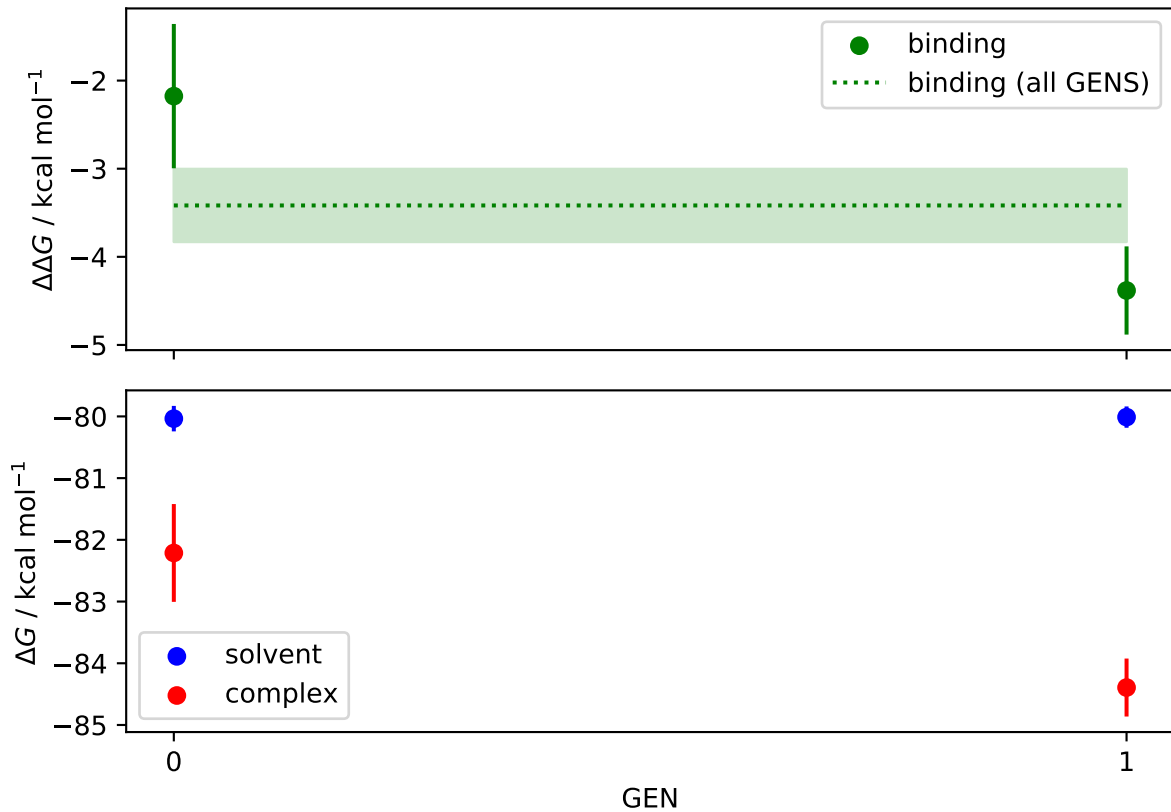 binding
binding (all GENS)
−2
−3
−4
−5
ΔΔG / kcal mol⁻¹
−80
−81
−82
−83
−84
−85
ΔG / kcal mol⁻¹
solvent
complex
0
1
GEN